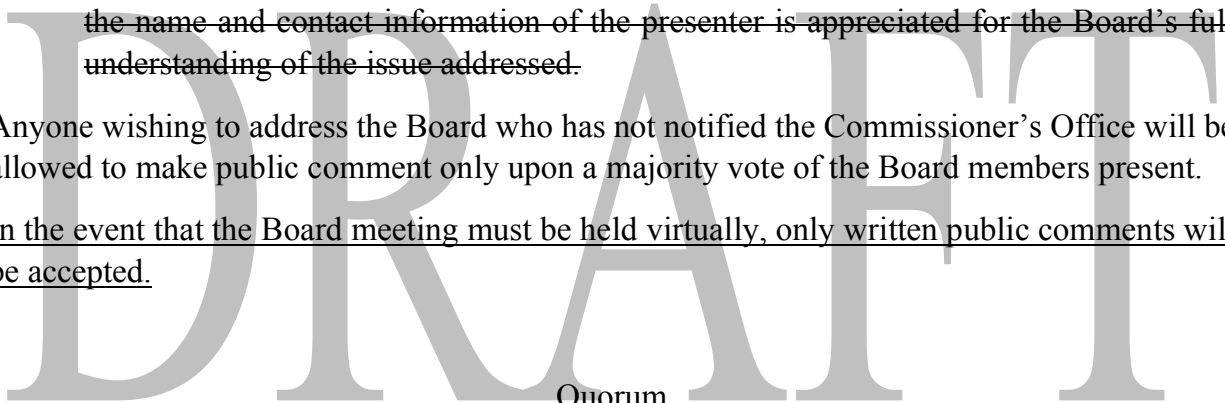 the name and contact information of the presenter is appreciated for the Board's ful
understanding of the issue addressed.
Anyone wishing to address the Board who has not notified the Commissioner's Office will be
allowed to make public comment only upon a majority vote of the Board members present.
In the event that the Board meeting must be held virtually, only written public comments wil
be accepted.
Quorum
DRAFT